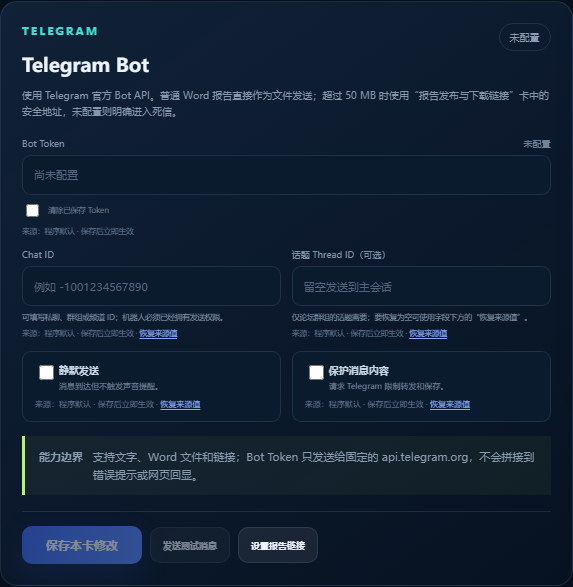 TELEGRAM
未配置
Telegram Bot
使用 Telegram 官方 Bot API。普通 Word 报告直接作为文件发送；超过 50 MB 时使用“报告发布与下载链接”卡中的
安全地址，未配置则明确进入死信。
Bot Token
未配置
尚未配置
清除已保存 Token
来源：程序默认 · 保存后立即生效
Chat ID
话题 Thread ID（可选）
例如 -1001234567890
留空发送到主会话
可填写私聊、群组或频道 ID；机器人必须已经拥有发送权限。
仅论坛群组的话题需要；要恢复为空可使用字段下方的“恢复来源值”。
来源：程序默认 · 保存后立即生效 · 恢复来源值
来源：程序默认 · 保存后立即生效 · 恢复来源值
静默发送
消息到达但不触发声音提醒。
来源：程序默认 · 保存后立即生效 · 恢复来源值
保护消息内容
请求 Telegram 限制转发和保存。
来源：程序默认 · 保存后立即生效 · 恢复来源值
能力边界 支持文字、Word 文件和链接；Bot Token 只发送给固定的 api.telegram.org，不会拼接到
错误提示或网页回显。
保存本卡修改
发送测试消息
设置报告链接